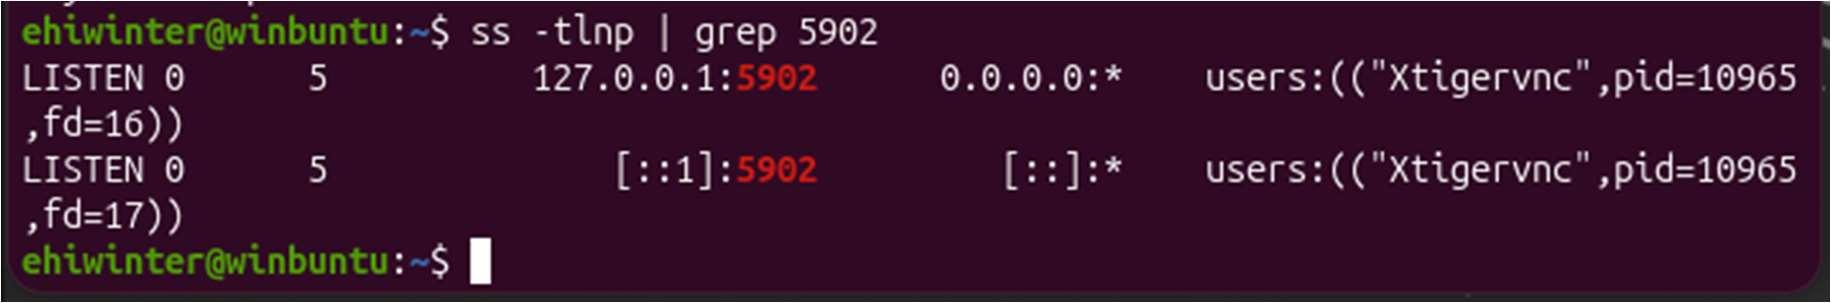 ehiwinter@winbuntu:~$ ss -tlnp | grep 5902
LISTEN 0      5            127.0.0.1:5902      0.0.0.0:*    users:(("Xtigervnc",pid=10965
,fd=16))
LISTEN 0      5                [::1]:5902         [::]:*    users:(("Xtigervnc",pid=10965
,fd=17))
ehiwinter@winbuntu:~$